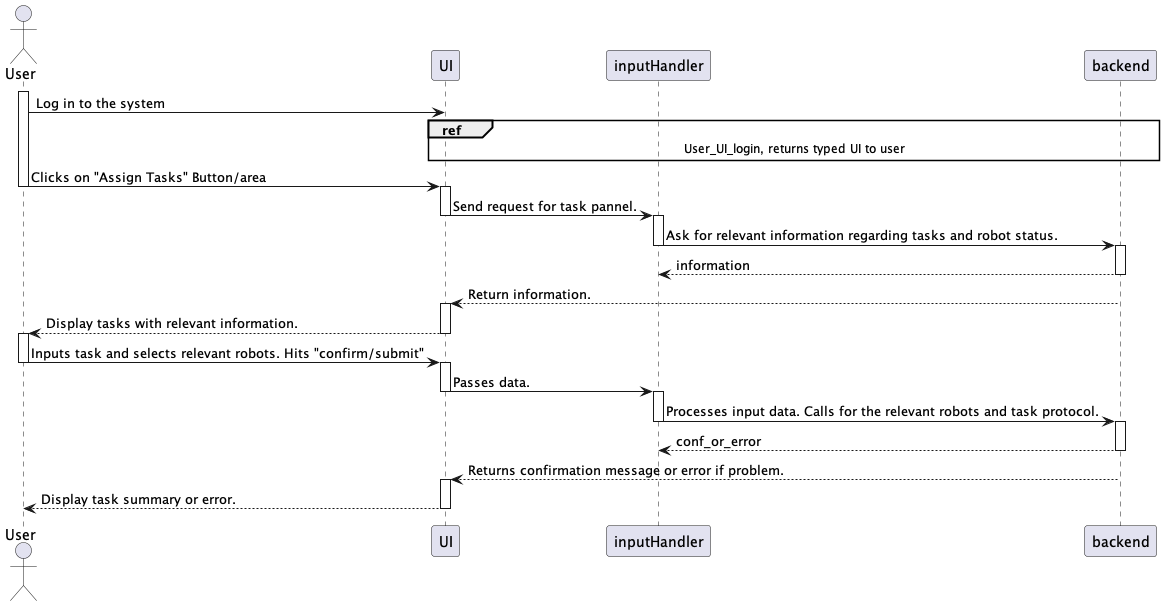 User
UI
inputHandler
backend
Log in to the system
ref
User_UI_login, returns typed UI to user
Clicks on "Assign Tasks" Button/area
Send request for task pannel.
Ask for relevant information regarding tasks and robot status.
information
Return information.
Display tasks with relevant information.
Inputs task and selects relevant robots. Hits "confirm/submit"
Passes data.
Processes input data. Calls for the relevant robots and task protocol.
conf_or_error
Returns confirmation message or error if problem.
Display task summary or error.
User
UI
inputHandler
backend